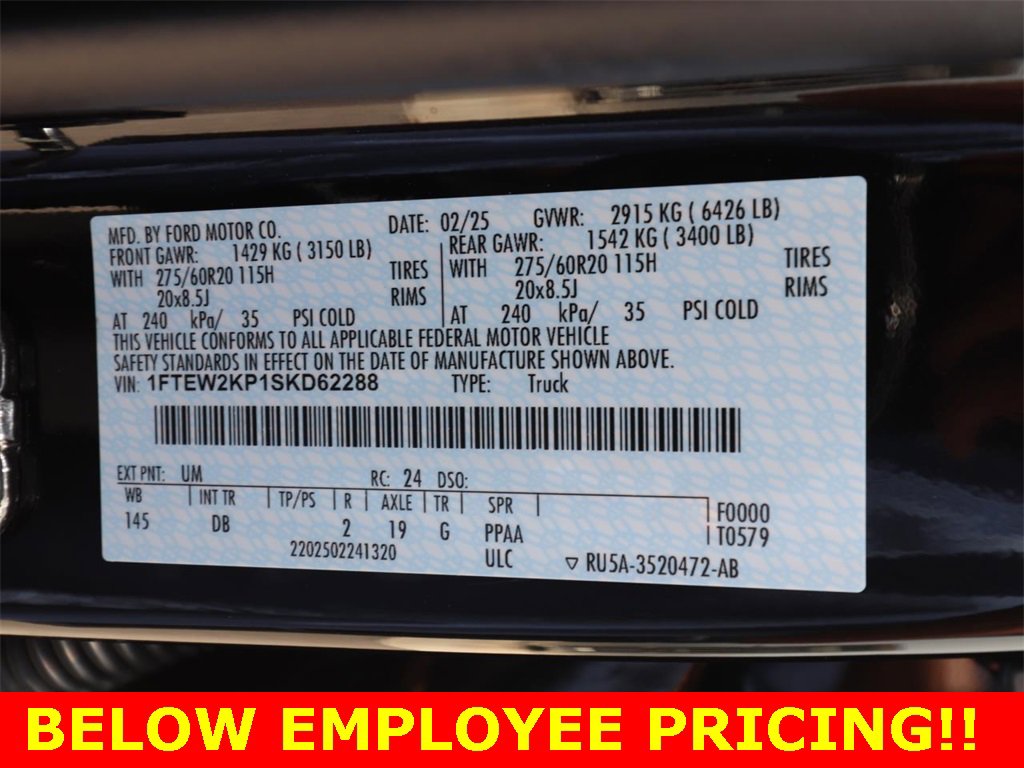 MFD. BY FORD MOTOR CO. DATE: 02/25 GVWR: 2915 KG ( 6426 LB)
FRONT GAWR: 1429 KG ( 3150 LB) REAR GAWR: 1542 KG ( 3400 LB)
WITH 275/60R20 115H TIRES WITH 275/60R20 115H TIRES
20x8.5J RIMS 20x8.5J RIMS
AT 240 kPa/ 35 PSI COLD AT 240 kPa/ 35 PSI COLD
THIS VEHICLE CONFORMS TO ALL APPLICABLE FEDERAL MOTOR VEHICLE
SAFETY STANDARDS IN EFFECT ON THE DATE OF MANUFACTURE SHOWN ABOVE.
VIN: 1FTEW2KP1SKD62288 TYPE: Truck
EXT PNT: UM RC: 24 DSO:
WB | INT TR | TP/PS | R | AXLE | TR | SPR | F0000
145 DB 2 19 G PPAA T0579
2202502241320 ULC ▽ RU5A-3520472-AB
BELOW EMPLOYEE PRICING!!